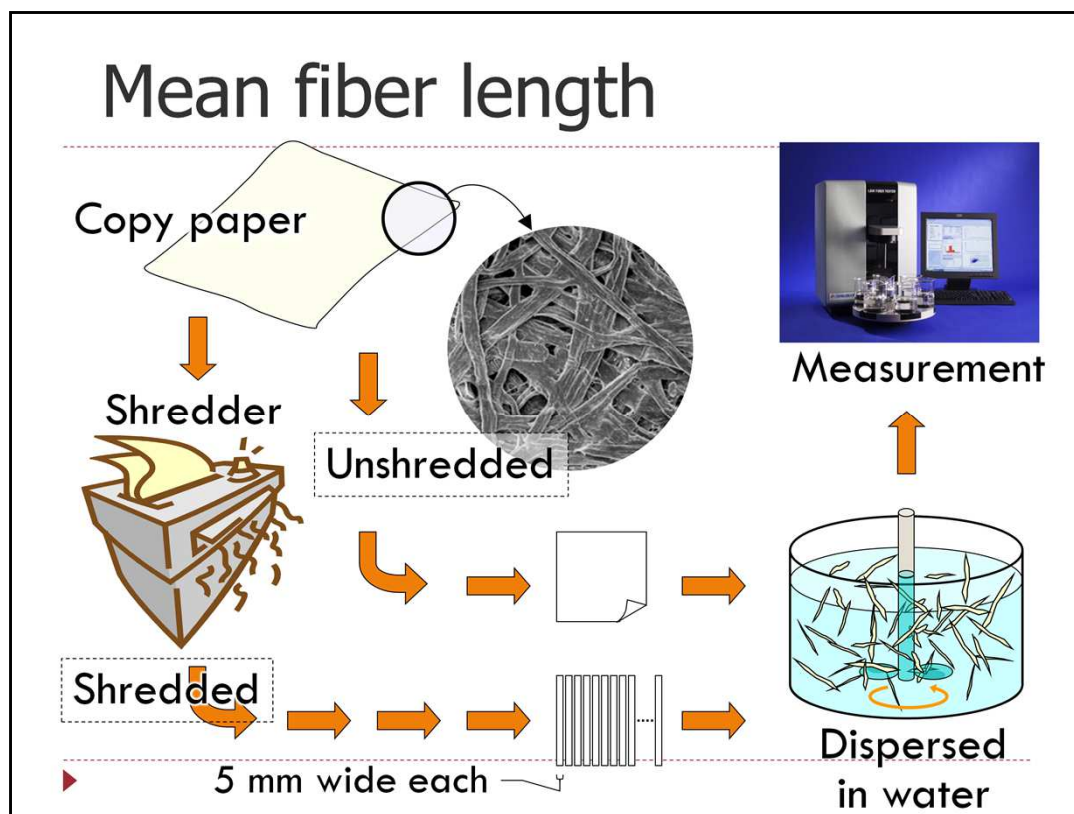 Mean fiber length
Copy paper
Shredder
Unshredded
Measurement
Shredded
5 mm wide each
Dispersed
in water